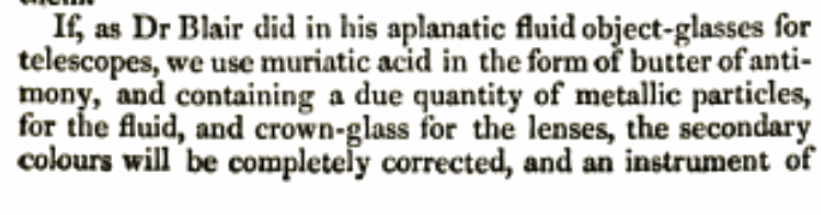 If, as Dr Blair did in his aplanatic fluid object-glasses for
telescopes, we use muriatic acid in the form of butter of anti-
mony, and containing a due quantity of metallic particles,
for the fluid, and crown-glass for the lenses, the secondary
colours will be completely corrected, and an instrument of